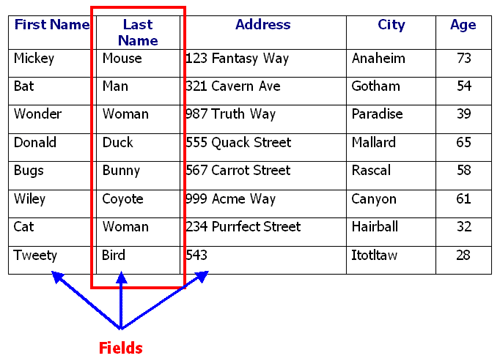 First Name Last Name Address City Age
Mickey Mouse 123 Fantasy Way Anaheim 73
Bat Man 321 Cavern Ave Gotham 54
Wonder Woman 987 Truth Way Paradise 39
Donald Duck 555 Quack Street Mallard 65
Bugs Bunny 567 Carrot Street Rascal 58
Wiley Coyote 999 Acme Way Canyon 61
Cat Woman 234 Purrfect Street Hairball 32
Tweety Bird 543 Itotltaw 28
Fields